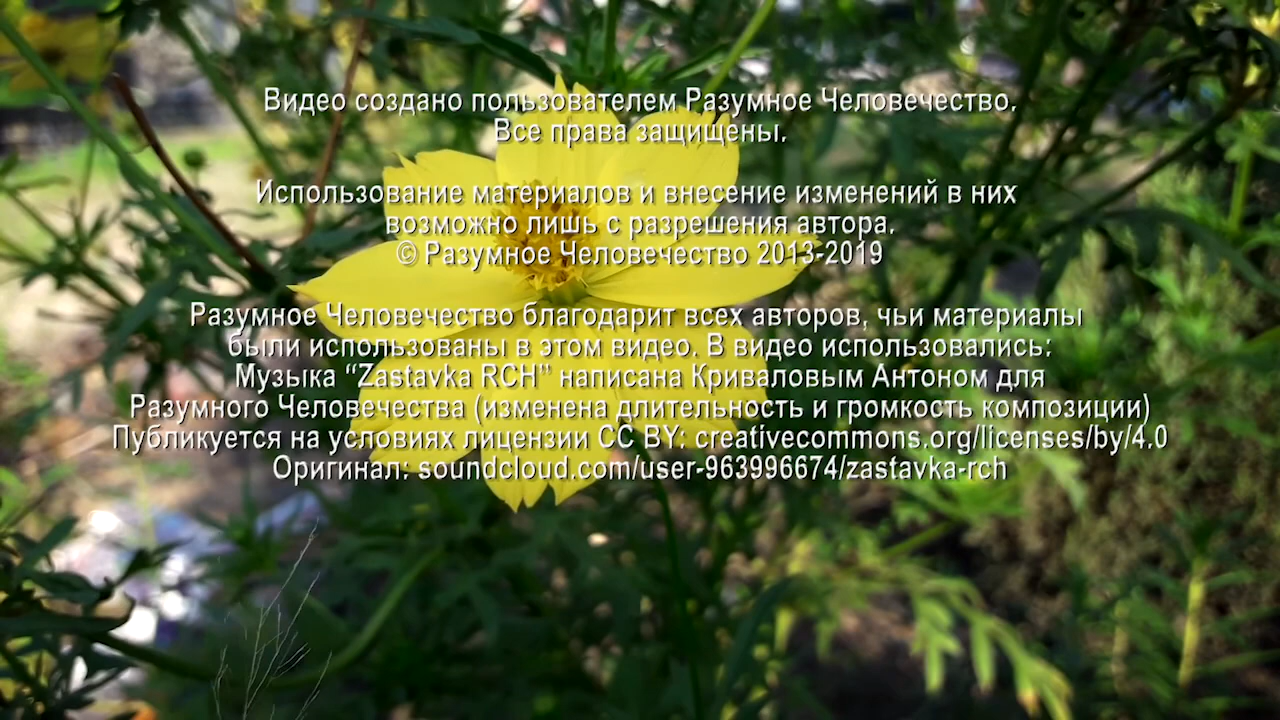 Видео создано пользователем Разумное Человечество.
Все права защищены.
Использование материалов и внесение изменений в них
возможно лишь с разрешения автора.
© Разумное Человечество 2013-2019
Разумное Человечество благодарит всех авторов, чьи материалы
были использованы в этом видео. В видео использовались:
Музыка “Zastavka RCH” написана Криваловым Антоном для
Разумного Человечества (изменена длительность и громкость композиции)
Публикуется на условиях лицензии CC BY: creativecommons.org/licenses/by/4.0
Оригинал: soundcloud.com/user-963996674/zastavka-rch